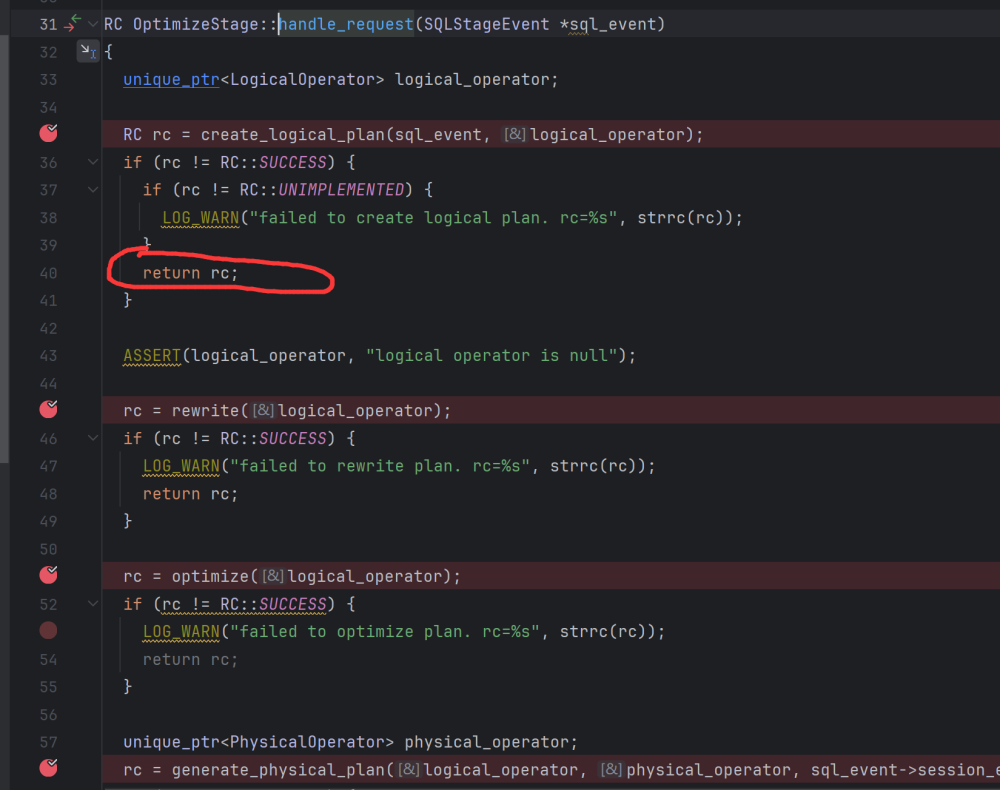 31 RC OptimizeStage::handle_request(SQLStageEvent *sql_event)
32 {
33 unique_ptr<LogicalOperator> logical_operator;
34
RC rc = create_logical_plan(sql_event, [&]logical_operator);
36 if (rc != RC::SUCCESS) {
37 if (rc != RC::UNIMPLEMENTED) {
38 LOG_WARN("failed to create logical plan. rc=%s", strrc(rc));
39 }
40 return rc;
41 }
42
43 ASSERT(logical_operator, "logical operator is null");
44
rc = rewrite([&]logical_operator);
46 if (rc != RC::SUCCESS) {
47 LOG_WARN("failed to rewrite plan. rc=%s", strrc(rc));
48 return rc;
49 }
50
rc = optimize([&]logical_operator);
52 if (rc != RC::SUCCESS) {
LOG_WARN("failed to optimize plan. rc=%s", strrc(rc));
54 return rc;
55 }
56
57 unique_ptr<PhysicalOperator> physical_operator;
rc = generate_physical_plan([&]logical_operator, [&]physical_operator, sql_event->session_e